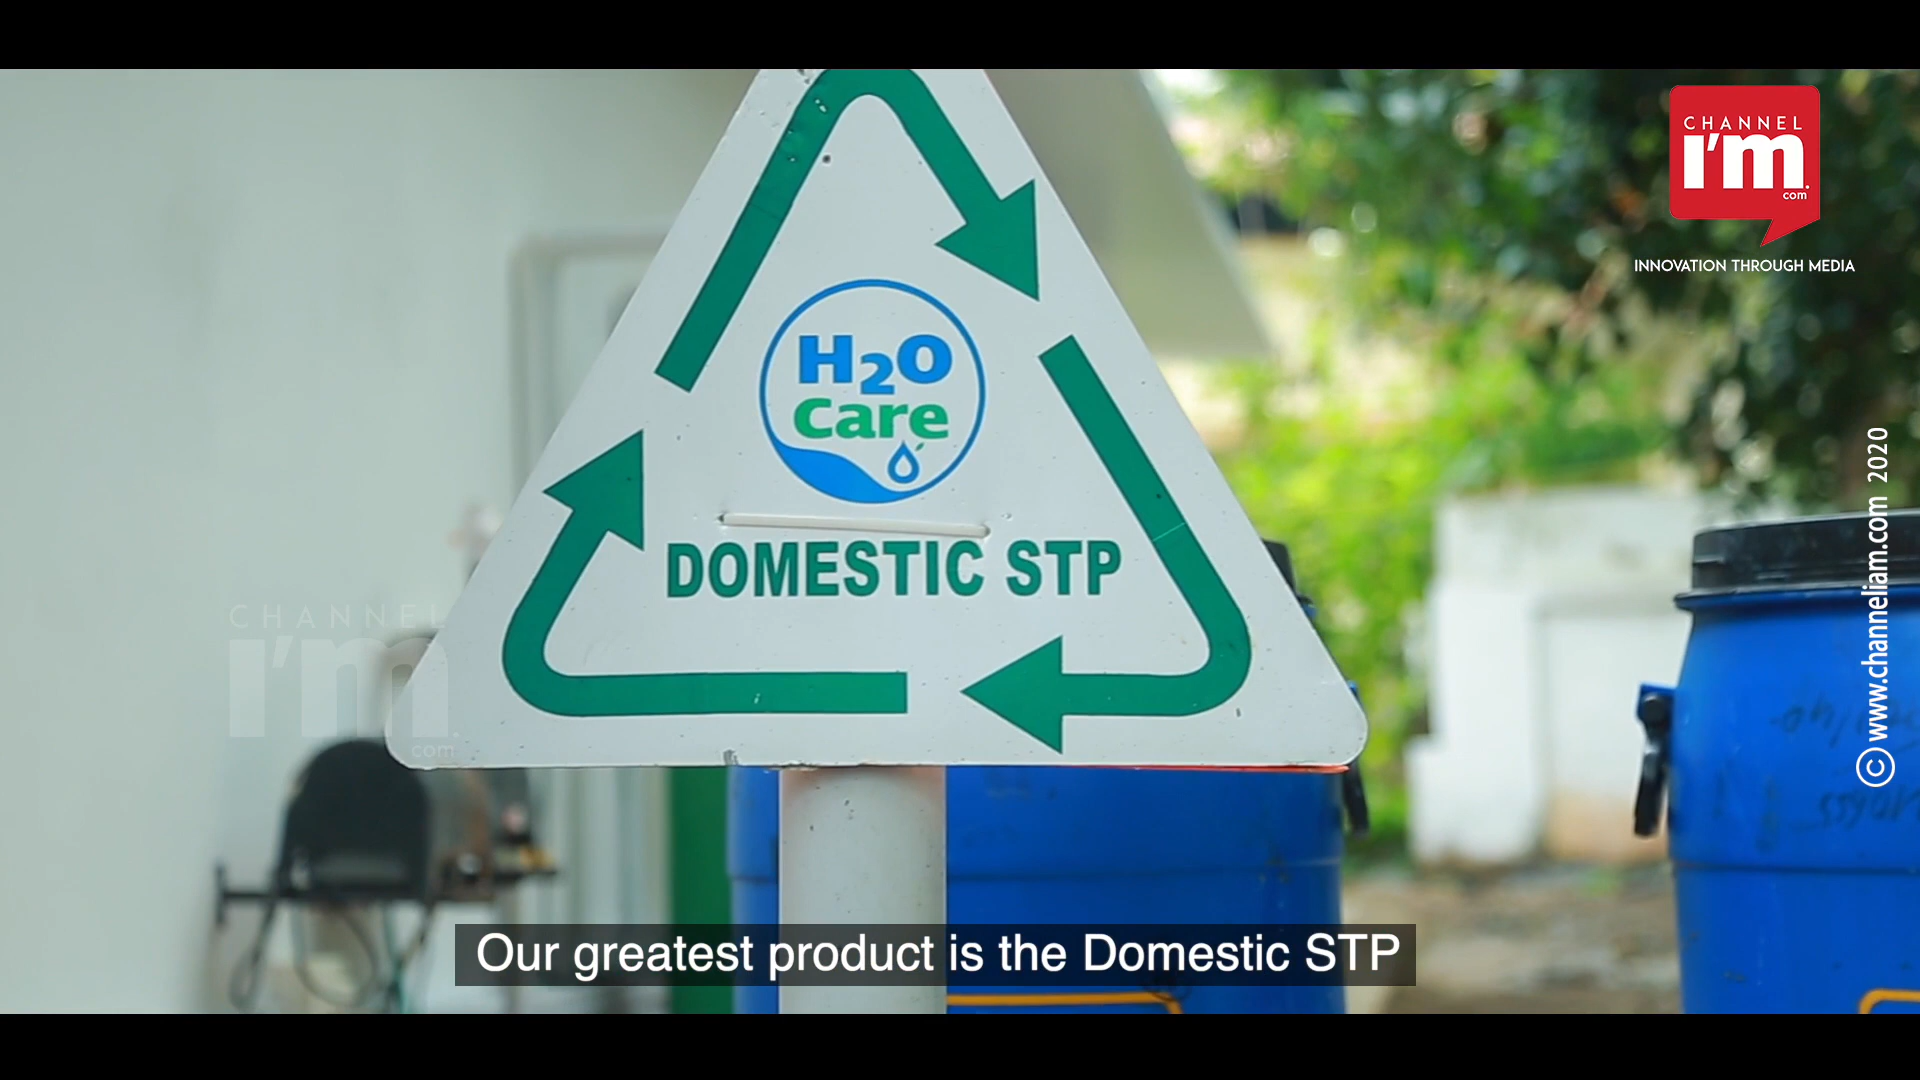 CHANNEL
I'm.
com
INNOVATION THROUGH MEDIA
H2O
Care
DOMESTIC STP
CHANNEL
I'm.
com
© www.channeliam.com 2020
Our greatest product is the Domestic STP